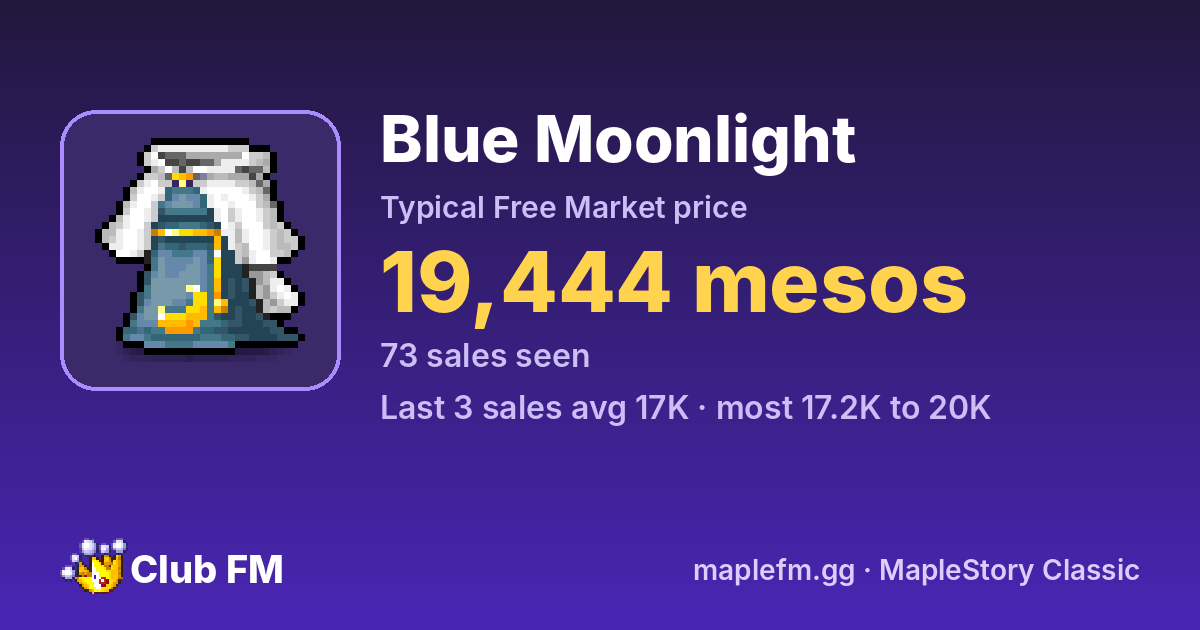 Blue Moonlight
Typical Free Market price
19,444 mesos
73 sales seen
Last 3 sales avg 17K · most 17.2K to 20K
Club FM
maplefm.gg · MapleStory Classic